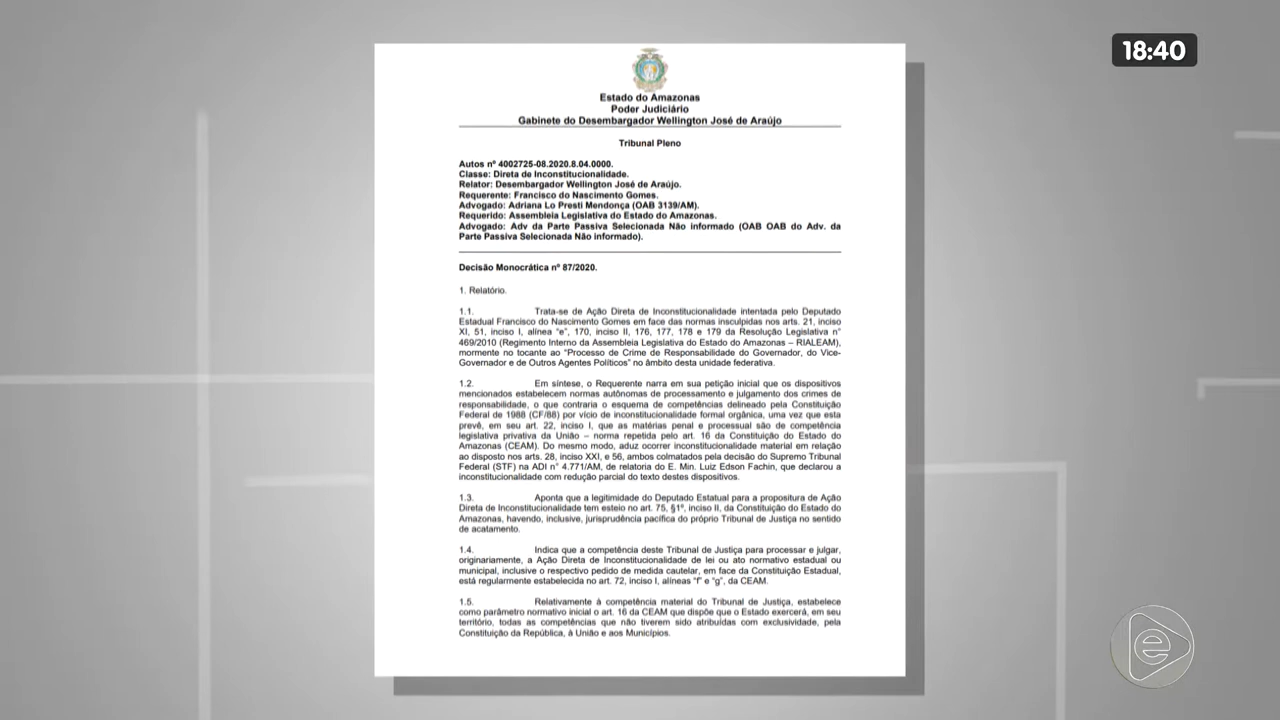 18:40
Estado do Amazonas
Poder Judiciário
Gabinete do Desembargador Wellington José de Araújo
Tribunal Pleno
Autos nº 4002725-08.2020.8.04.0000.
Classe: Direta de Inconstitucionalidade.
Relator: Desembargador Wellington José de Araújo.
Requerente: Francisco do Nascimento Gomes.
Advogado: Adriana Lo Presti Mendonça (OAB 3139/AM).
Requerido: Assembleia Legislativa do Estado do Amazonas.
Advogado: Adv da Parte Passiva Selecionada Não informado (OAB OAB do Adv. da
Parte Passiva Selecionada Não informado).
Decisão Monocrática nº 87/2020.
1. Relatório.
1.1. Trata-se de Ação Direta de Inconstitucionalidade intentada pelo Deputado
Estadual Francisco do Nascimento Gomes em face das normas insculpidas nos arts. 21, inciso
XI, 51, inciso I, alínea "e", 170, inciso II, 176, 177, 178 e 179 da Resolução Legislativa nº
469/2010 (Regimento Interno da Assembleia Legislativa do Estado do Amazonas – RIALEAM),
mormente no tocante ao "Processo de Crime de Responsabilidade do Governador, do Vice-
Governador e de Outros Agentes Políticos" no âmbito desta unidade federativa.
1.2. Em síntese, o Requerente narra em sua petição inicial que os dispositivos
mencionados estabelecem normas autônomas de processamento e julgamento dos crimes de
responsabilidade, o que contraria o esquema de competências delineado pela Constituição
Federal de 1988 (CF/88) por vício de inconstitucionalidade formal orgânica, uma vez que esta
prevê, em seu art. 22, inciso I, que as matérias penal e processual são de competência
legislativa privativa da União – norma repetida pelo art. 16 da Constituição do Estado do
Amazonas (CEAM). Do mesmo modo, aduz ocorrer inconstitucionalidade material em relação
ao disposto nos arts. 28, inciso XXI, e 56, ambos colmatados pela decisão do Supremo Tribunal
Federal (STF) na ADI n° 4.771/AM, de relatoria do E. Min. Luiz Edson Fachin, que declarou a
inconstitucionalidade com redução parcial do texto destes dispositivos.
1.3. Aponta que a legitimidade do Deputado Estatual para a propositura de Ação
Direta de Inconstitucionalidade tem esteio no art. 75, §1º, inciso II, da Constituição do Estado do
Amazonas, havendo, inclusive, jurisprudência pacífica do próprio Tribunal de Justiça no sentido
de acatamento.
1.4. Indica que a competência deste Tribunal de Justiça para processar e julgar,
originariamente, a Ação Direta de Inconstitucionalidade de lei ou ato normativo estadual ou
municipal, inclusive o respectivo pedido de medida cautelar, em face da Constituição Estadual,
está regularmente estabelecida no art. 72, inciso I, alíneas "f" e "g", da CEAM.
1.5. Relativamente à competência material do Tribunal de Justiça, estabelece
como parâmetro normativo inicial o art. 16 da CEAM que dispõe que o Estado exercerá, em seu
território, todas as competências que não tiverem sido atribuídas com exclusividade, pela
Constituição da República, à União e aos Municípios.
e